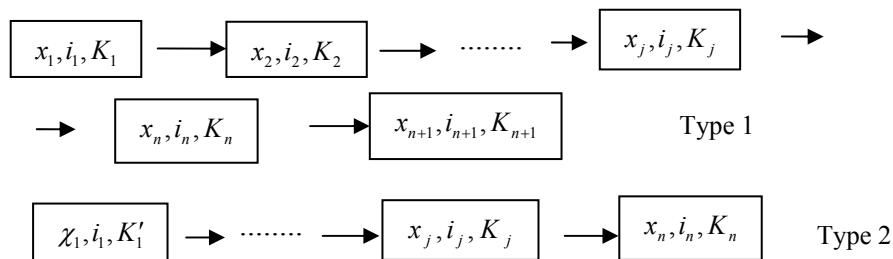 x₁, i₁, K₁ → x₂, i₂, K₂ → ........ → xⱼ, iⱼ, Kⱼ →
→ xₙ, iₙ, Kₙ → xₙ₊₁, iₙ₊₁, Kₙ₊₁ Type 1
χ₁, i₁, K′₁ → ........ → xⱼ, iⱼ, Kⱼ → xₙ, iₙ, Kₙ Type 2